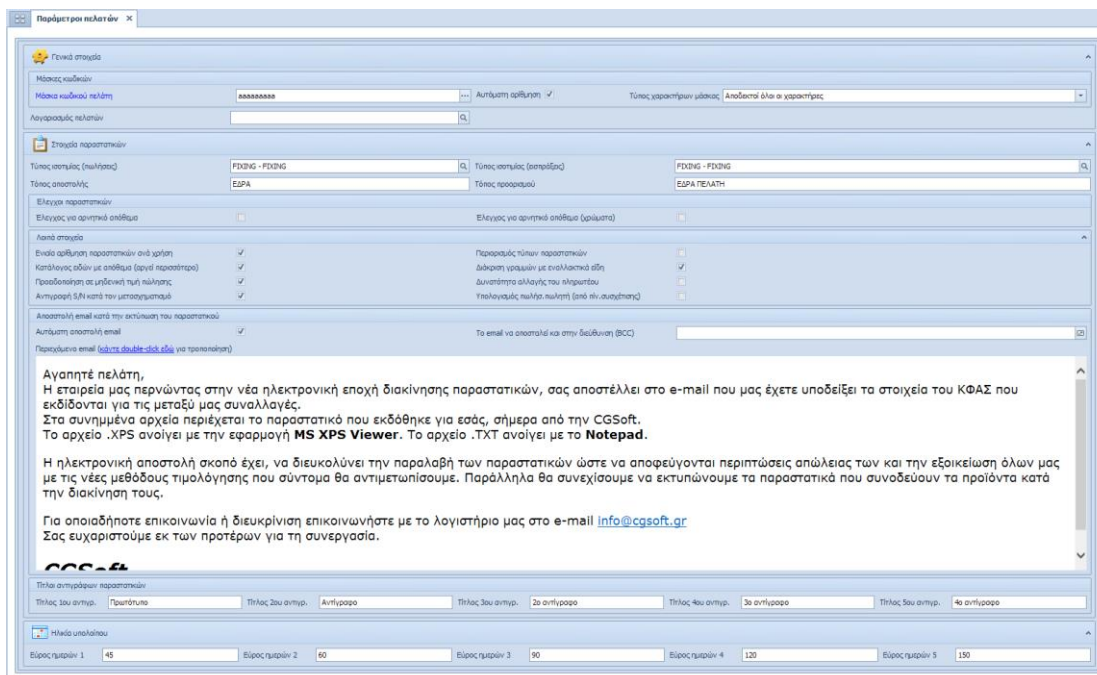 Παράμετροι πελατών ×
Γενικά στοιχεία
Μάσκες κωδικών
Μάσκα κωδικού πελάτη aaaaaaaaa ... Αυτόματη αρίθμηση Τύπος χαρακτήρων μάσκας Αποδεκτοί όλοι οι χαρακτήρες
Λογαριασμός πελατών
Στοιχεία παραστατικών
Τύπος ισοτιμίας (πωλήσεις) FIXING - FIXING Τύπος ισοτιμίας (εισπράξεις) FIXING - FIXING
Τόπος αποστολής ΕΔΡΑ Τόπος προορισμού ΕΔΡΑ ΠΕΛΑΤΗ
Έλεγχοι παραστατικών
Έλεγχος για αρνητικό απόθεμα Έλεγχος για αρνητικό απόθεμα (χρώματα)
Λοιπά στοιχεία
Ενιαία αρίθμηση παραστατικών ανά χρήση Περιορισμός τύπων παραστατικών
Κατάλογος ειδών με απόθεμα (αργεί περισσότερο) Διάκριση γραμμών με εναλλακτικά είδη
Προειδοποίηση σε μηδενική τιμή πώλησης Δυνατότητα αλλαγής του πληρωτέου
Αντιγραφή S/N κατά τον μετασχηματισμό Υπολογισμός πωλήσ.πωλητή (από πίν.συσχέτισης)
Αποστολή email κατά την εκτύπωση του παραστατικού
Αυτόματη αποστολή email Το email να αποσταλεί και στην διεύθυνση (BCC)
Περιεχόμενο email (κάντε double-click εδώ για τροποποίηση)
Αγαπητέ πελάτη,
Η εταιρεία μας περνώντας στην νέα ηλεκτρονική εποχή διακίνησης παραστατικών, σας αποστέλλει στο e-mail που μας έχετε υποδείξει τα στοιχεία του ΚΦΑΣ που
εκδίδονται για τις μεταξύ μας συναλλαγές.
Στα συνημμένα αρχεία περιέχεται το παραστατικό που εκδόθηκε για εσάς, σήμερα από την CGSoft.
Το αρχείο .XPS ανοίγει με την εφαρμογή MS XPS Viewer. Το αρχείο .TXT ανοίγει με το Notepad.
Η ηλεκτρονική αποστολή σκοπό έχει, να διευκολύνει την παραλαβή των παραστατικών ώστε να αποφεύγονται περιπτώσεις απώλειας των και την εξοικείωση όλων μας
με τις νέες μεθόδους τιμολόγησης που σύντομα θα αντιμετωπίσουμε. Παράλληλα θα συνεχίσουμε να εκτυπώνουμε τα παραστατικά που συνοδεύουν τα προϊόντα κατά
την διακίνηση τους.
Για οποιαδήποτε επικοινωνία ή διευκρίνιση επικοινωνήστε με το λογιστήριο μας στο e-mail info@cgsoft.gr
Σας ευχαριστούμε εκ των προτέρων για τη συνεργασία.
CGSoft
Τίτλοι αντιγράφων παραστατικών
Τίτλος 1ου αντιγρ. Πρωτότυπο Τίτλος 2ου αντιγρ. Αντίγραφο Τίτλος 3ου αντιγρ. 2ο αντίγραφο Τίτλος 4ου αντιγρ. 3ο αντίγραφο Τίτλος 5ου αντιγρ. 4ο αντίγραφο
Ηλικία υπολοίπου
Εύρος ημερών 1 45 Εύρος ημερών 2 60 Εύρος ημερών 3 90 Εύρος ημερών 4 120 Εύρος ημερών 5 150